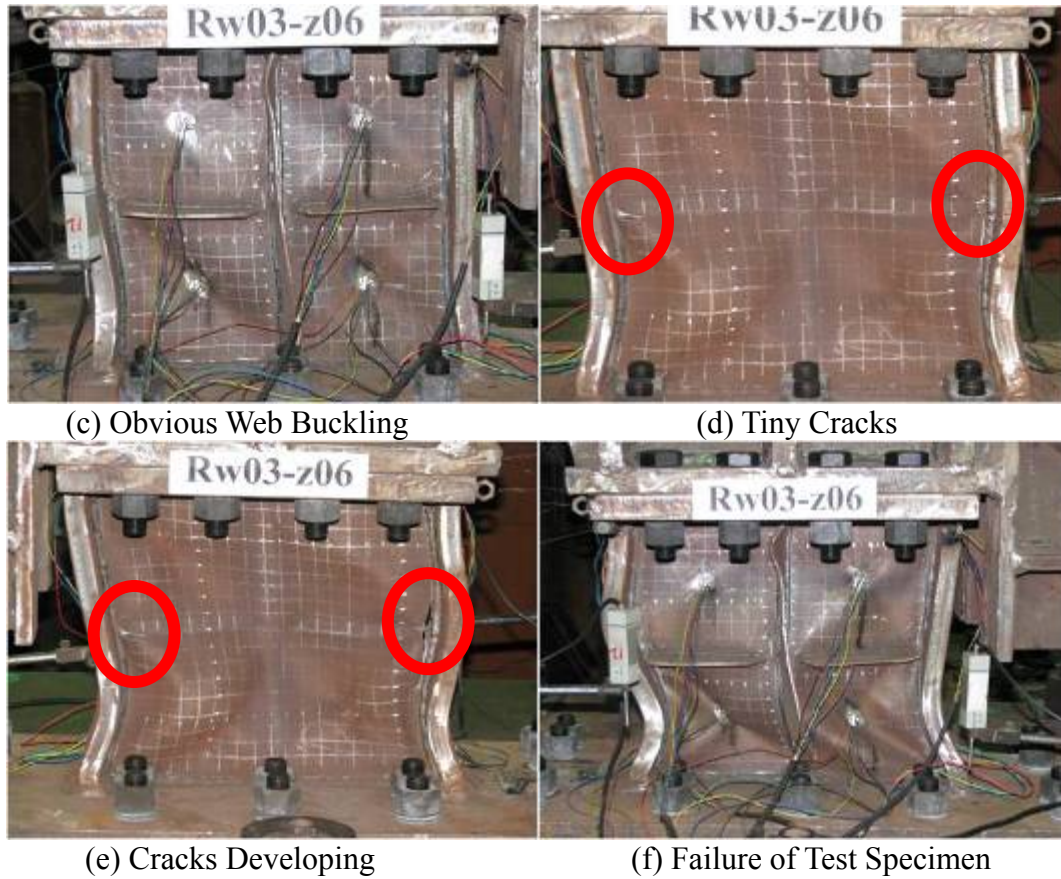 Rw03-z06
Rw03-z06
(c) Obvious Web Buckling
(d) Tiny Cracks
Rw03-z06
Rw03-z06
(e) Cracks Developing
(f) Failure of Test Specimen